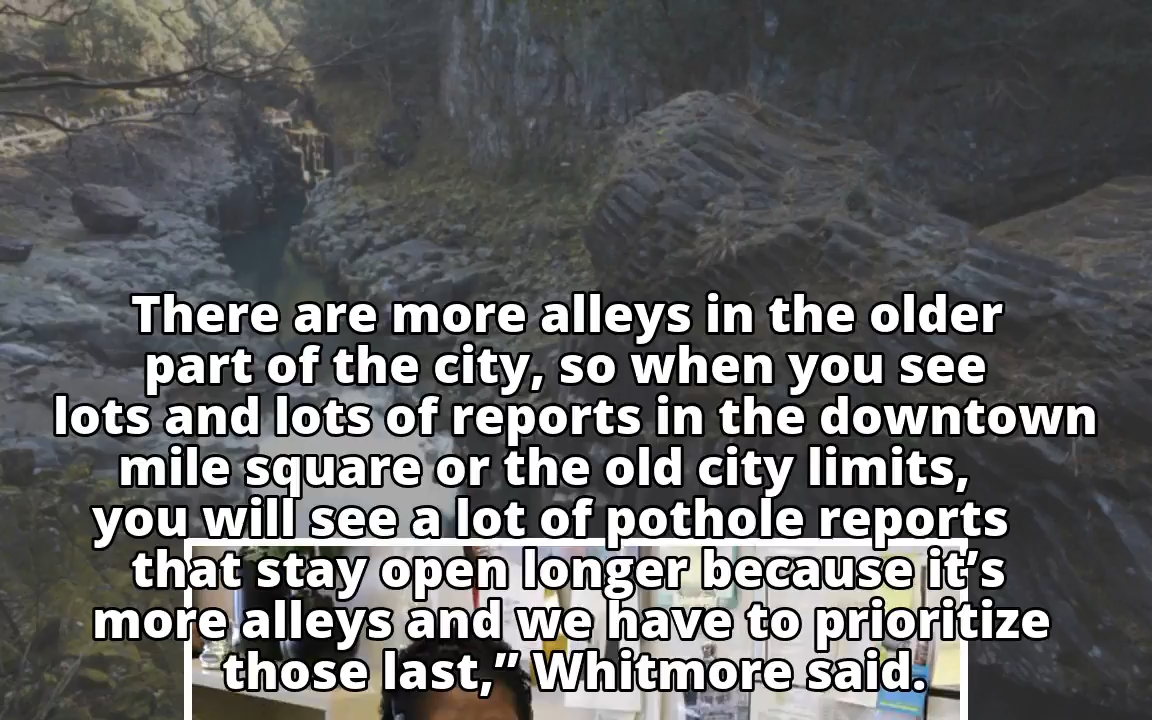 There are more alleys in the older
part of the city, so when you see
lots and lots of reports in the downtown
mile square or the old city limits,
you will see a lot of pothole reports
that stay open longer because it’s
more alleys and we have to prioritize
those last,” Whitmore said.